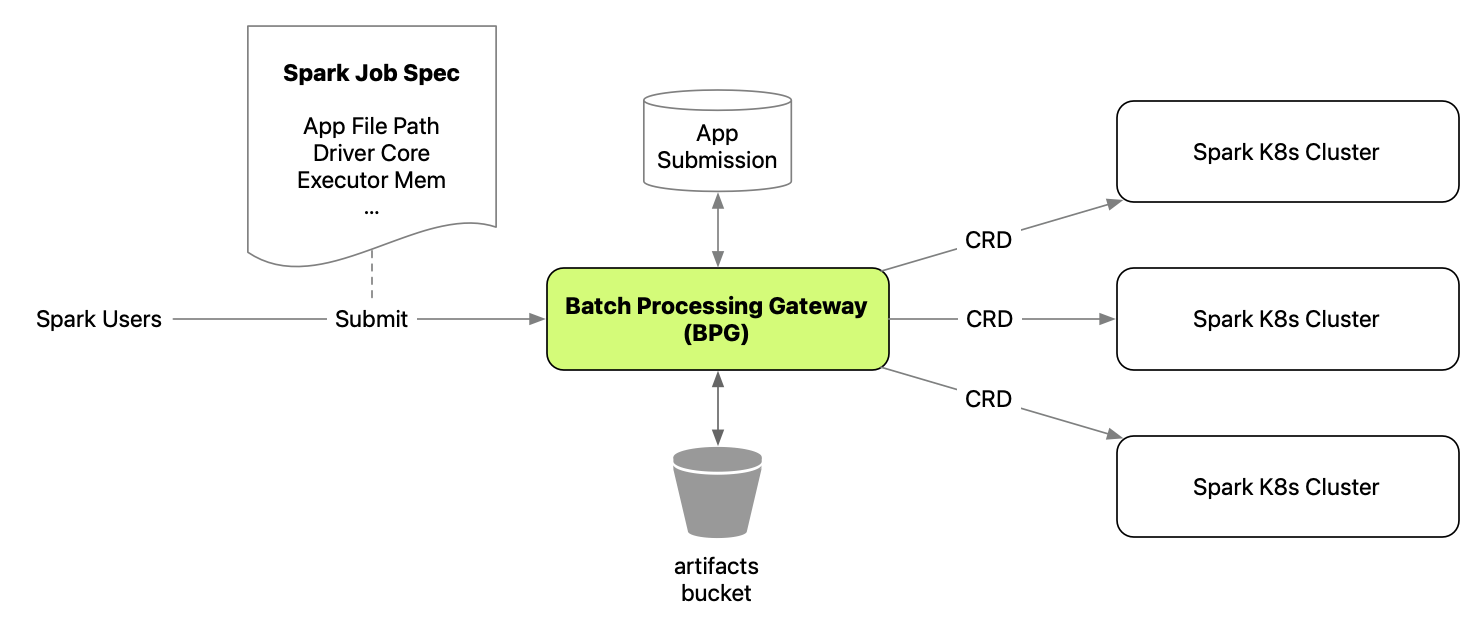 Spark Job Spec
App File Path
Driver Core
Executor Mem
...
App
Submission
Spark Users
Submit
Batch Processing Gateway
(BPG)
artifacts
bucket
CRD
CRD
CRD
Spark K8s Cluster
Spark K8s Cluster
Spark K8s Cluster